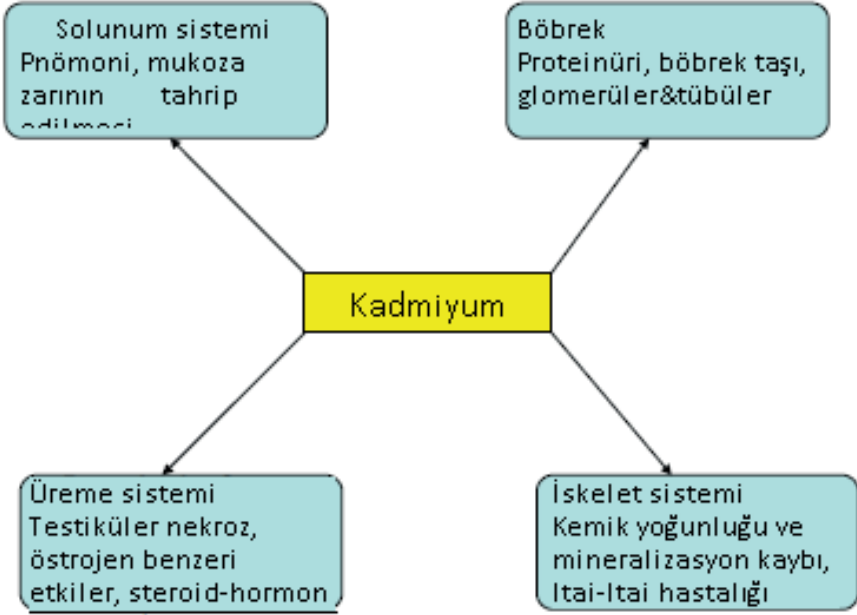 Solunum sistemi
Pnömoni, mukoza
zarının tahrip
edilmesi
Böbrek
Proteinüri, böbrek taşı,
glomerüler&tübüler
Kadmiyum
Üreme sistemi
Testiküler nekroz,
östrojen benzeri
etkiler, steroid-hormon
İskelet sistemi
Kemik yoğunluğu ve
mineralizasyon kaybı,
Itai-Itai hastalığı